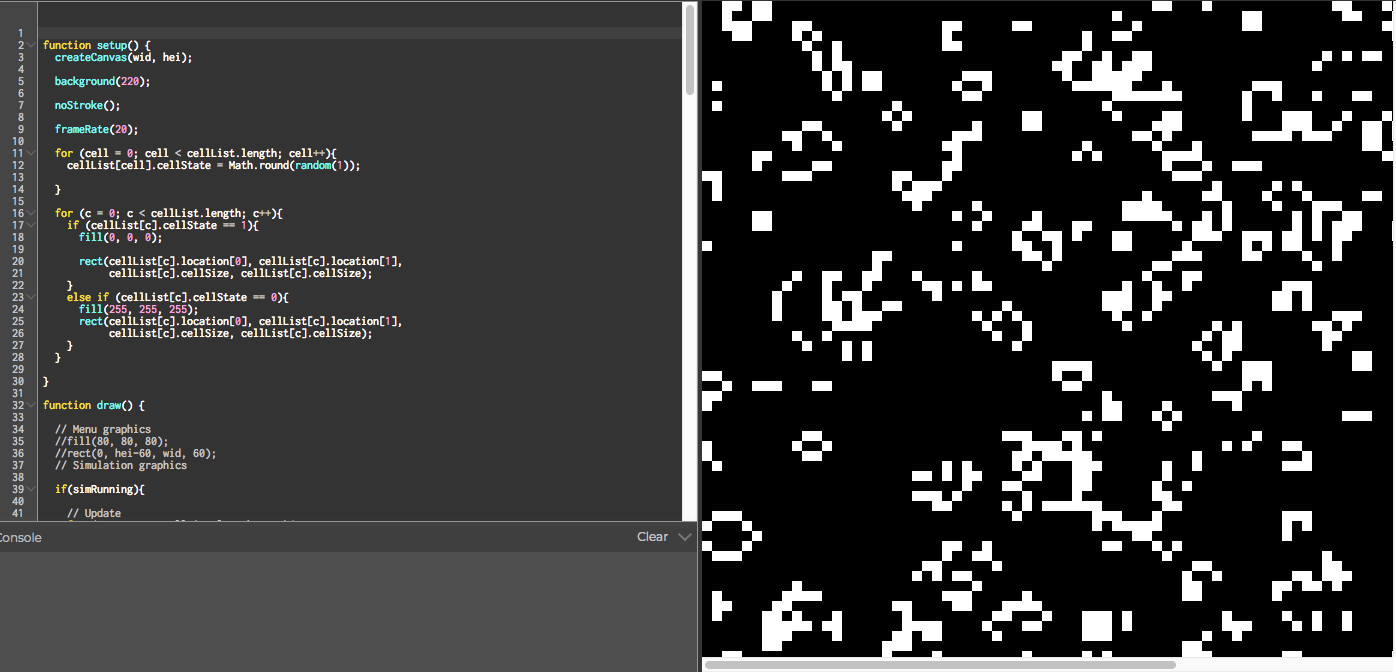 1
2 function setup() {
3 createCanvas(wid, hei);
4
5 background(220);
6
7 noStroke();
8
9 frameRate(20);
10
11 for (cell = 0; cell < cellList.length; cell++){
12 cellList[cell].cellState = Math.round(random(1));
13
14 }
15
16 for (c = 0; c < cellList.length; c++){
17 if (cellList[c].cellState == 1){
18 fill(0, 0, 0);
19
20 rect(cellList[c].location[0], cellList[c].location[1],
21 cellList[c].cellSize, cellList[c].cellSize);
22 }
23 else if (cellList[c].cellState == 0){
24 fill(255, 255, 255);
25 rect(cellList[c].location[0], cellList[c].location[1],
26 cellList[c].cellSize, cellList[c].cellSize);
27 }
28 }
29
30 }
31
32 function draw() {
33
34 // Menu graphics
35 //fill(80, 80, 80);
36 //rect(0, hei-60, wid, 60);
37 // Simulation graphics
38
39 if(simRunning){
40
41 // Update
Console Clear